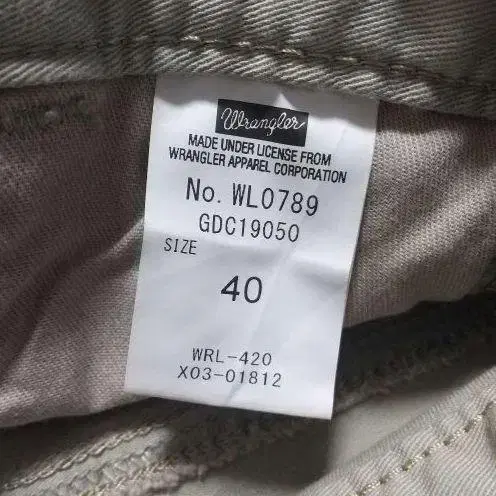 Wrangler
MADE UNDER LICENSE FROM
WRANGLER APPAREL CORPORATION
No. WL0789
GDC19050
SIZE
40
WRL-420
X03-01812